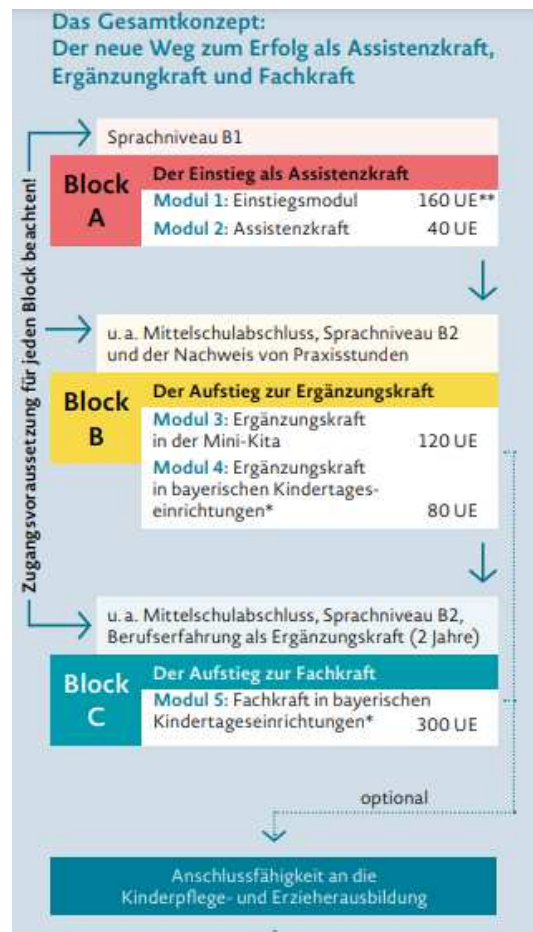 Das Gesamtkonzept:
Der neue Weg zum Erfolg als Assistenzkraft,
Ergänzungkraft und Fachkraft
Zugangsvoraussetzung für jeden Block beachten!
Sprachniveau B1
Block
A
Der Einstieg als Assistenzkraft
Modul 1: Einstiegsmodul 160 UE**
Modul 2: Assistenzkraft 40 UE
u. a. Mittelschulabschluss, Sprachniveau B2
und der Nachweis von Praxisstunden
Block
B
Der Aufstieg zur Ergänzungskraft
Modul 3: Ergänzungkraft
in der Mini-Kita 120 UE
Modul 4: Ergänzungkraft
in bayerischen Kindertages-
einrichtungen* 80 UE
u. a. Mittelschulabschluss, Sprachniveau B2,
Berufserfahrung als Ergänzungskraft (2 Jahre)
Block
C
Der Aufstieg zur Fachkraft
Modul 5: Fachkraft in bayerischen
Kindertageseinrichtungen* 300 UE
optional
Anschlussfähigkeit an die
Kinderpflege- und Erzieherausbildung